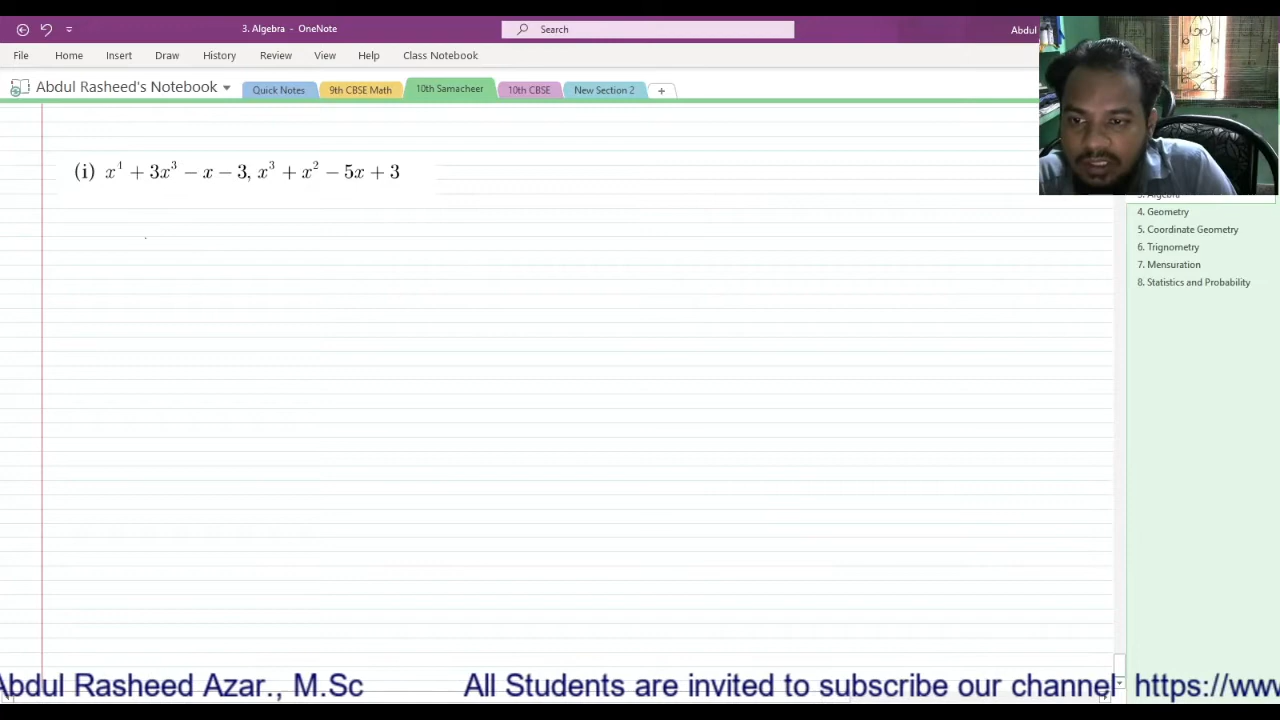 3. Algebra - OneNote
Search
Abdul
File Home Insert Draw History Review View Help Class Notebook
Abdul Rasheed's Notebook
Quick Notes 9th CBSE Math 10th Samacheer 10th CBSE New Section 2 +
(i) x⁴ + 3x³ − x − 3, x³ + x² − 5x + 3
3. Algebra
4. Geometry
5. Coordinate Geometry
6. Trignometry
7. Mensuration
8. Statistics and Probability
Abdul Rasheed Azar., M.Sc All Students are invited to subscribe our channel https://www